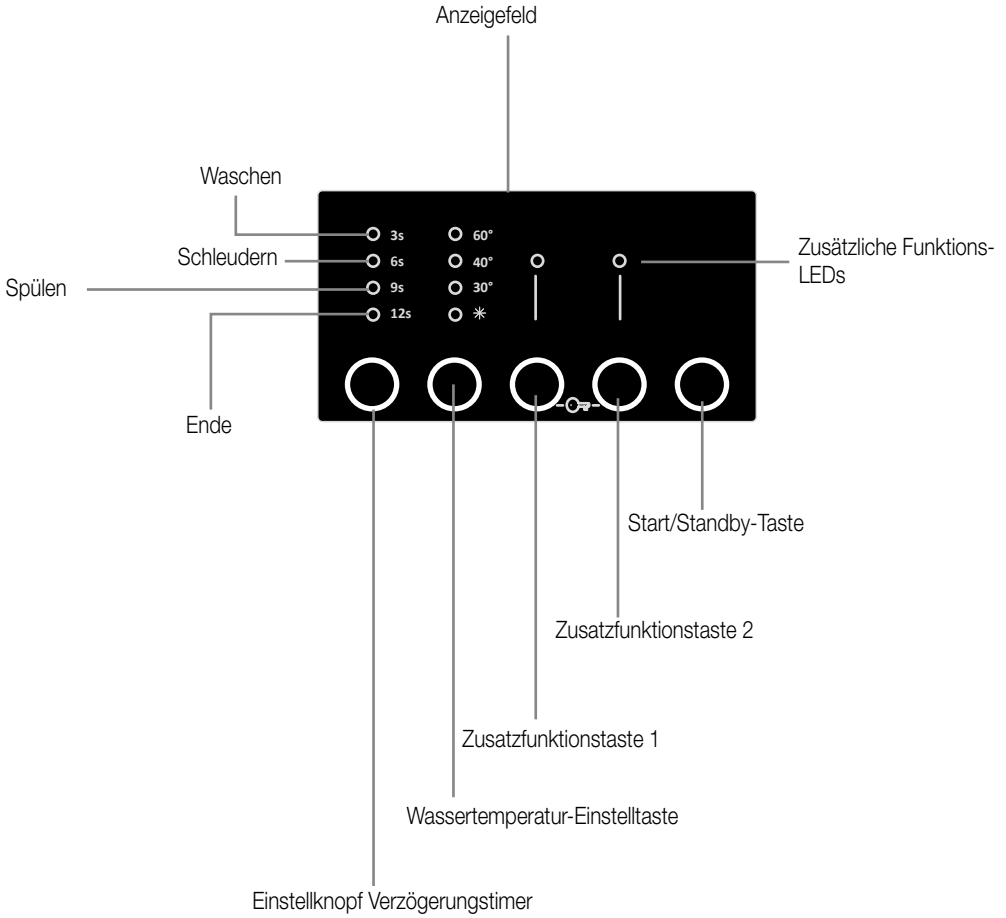 Anzeigefeld
Waschen
3s 60°
Schleudern
6s 40°
Zusätzliche Funktions-
LEDs
Spülen
9s 30°
12s
Ende
Start/Standby-Taste
Zusatzfunktionstaste 2
Zusatzfunktionstaste 1
Wassertemperatur-Einstelltaste
Einstellknopf Verzögerungstimer